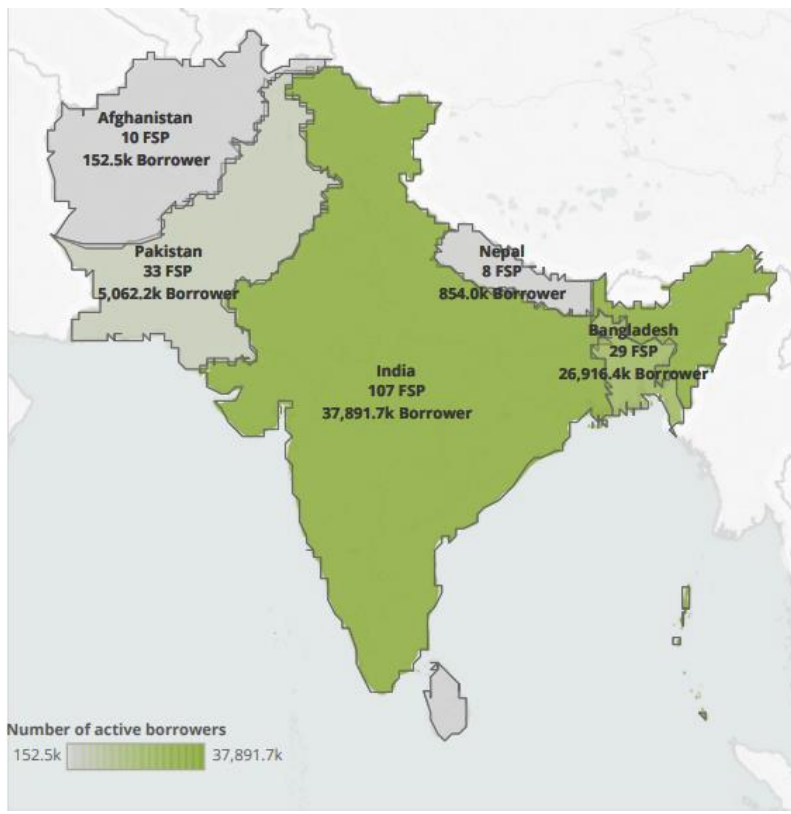 Afghanistan
10 FSP
152.5k Borrower
Pakistan
33 FSP
5,062.2k Borrower
Nepal
8 FSP
854.0k Borrower
Bangladesh
29 FSP
26,916.4k Borrower
India
107 FSP
37,891.7k Borrower
Number of active borrowers
152.5k 37,891.7k